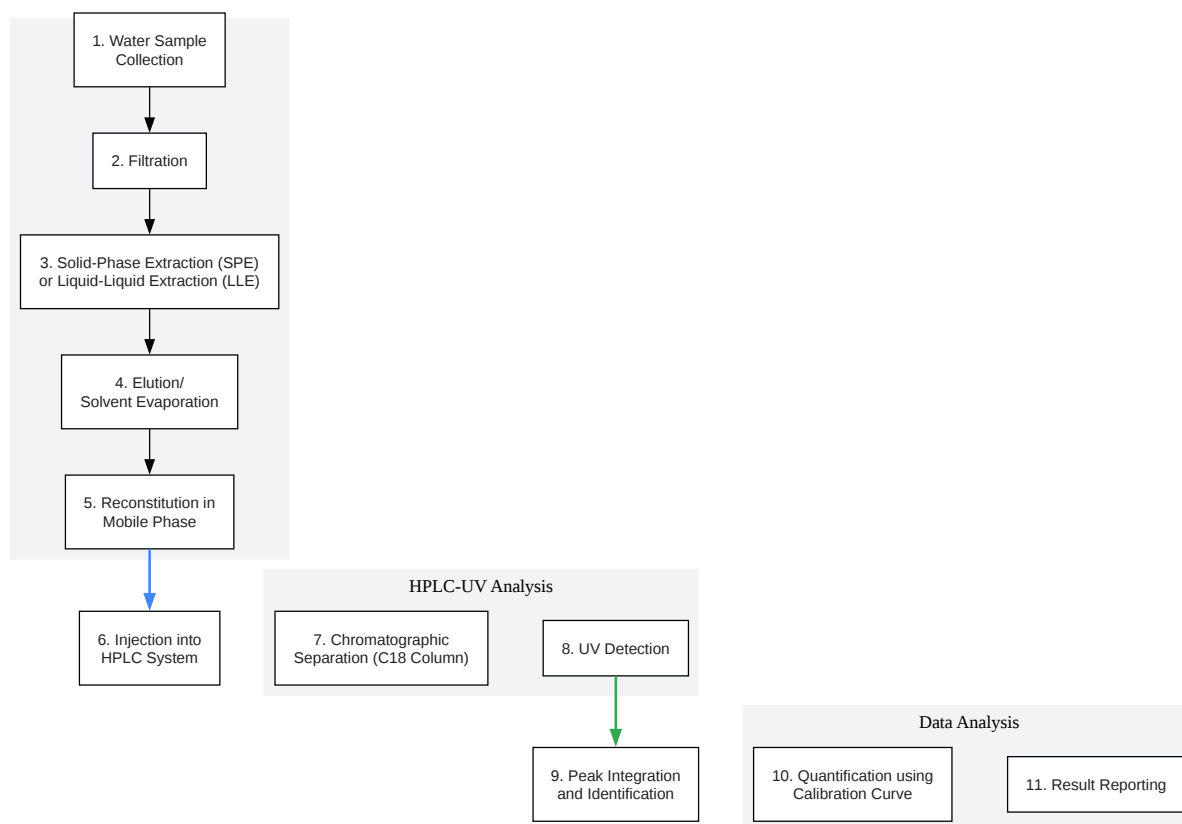 1. Water Sample
Collection
2. Filtration
3. Solid-Phase Extraction (SPE)
or Liquid-Liquid Extraction (LLE)
4. Elution/
Solvent Evaporation
5. Reconstitution in
Mobile Phase
6. Injection into
HPLC System
HPLC-UV Analysis
7. Chromatographic
Separation (C18 Column)
8. UV Detection
9. Peak Integration
and Identification
Data Analysis
10. Quantification using
Calibration Curve
11. Result Reporting